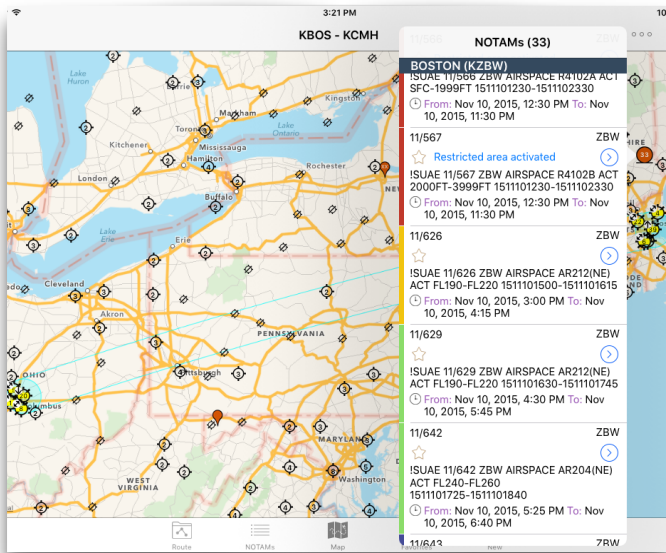 3:21 PM
10
KBOS - KCMH
11/566
NOTAMs (33)
BOSTON (KZBW)
!SUAE 11/566 ZBW AIRSPACE R4102A ACT
SFC-1999FT 1511101230-1511102330
From: Nov 10, 2015, 12:30 PM To: Nov
10, 2015, 11:30 PM
11/567
ZBW
Restricted area activated
!SUAE 11/567 ZBW AIRSPACE R4102B ACT
2000FT-3999FT 1511101230-1511102330
From: Nov 10, 2015, 12:30 PM To: Nov
10, 2015, 11:30 PM
11/626
ZBW
!SUAE 11/626 ZBW AIRSPACE AR212(NE)
ACT FL190-FL220 1511101500-1511101615
From: Nov 10, 2015, 3:00 PM To: Nov
10, 2015, 4:15 PM
11/629
ZBW
!SUAE 11/629 ZBW AIRSPACE AR212(NE)
ACT FL190-FL220 1511101630-1511101745
From: Nov 10, 2015, 4:30 PM To: Nov
10, 2015, 5:45 PM
11/642
ZBW
!SUAE 11/642 ZBW AIRSPACE AR204(NE)
ACT FL240-FL260
1511101725-1511101840
From: Nov 10, 2015, 5:25 PM To: Nov
10, 2015, 6:40 PM
11/643
ZBW
Lake
Huron
Barrie
Kingston
Markham
Toronto
Lake
Ontario
Kitchener
Mississauga
Hamilton
London
Rochester
Buffalo
NEW
Lake
Erie
Erie
Cleveland
Akron
PENNSYLVANIA
OHIO
Pittsburgh
Columbus
MARYLAND
WEST
VIRGINIA
Washington
33
Route
NOTAMs
Map
Favorites
New